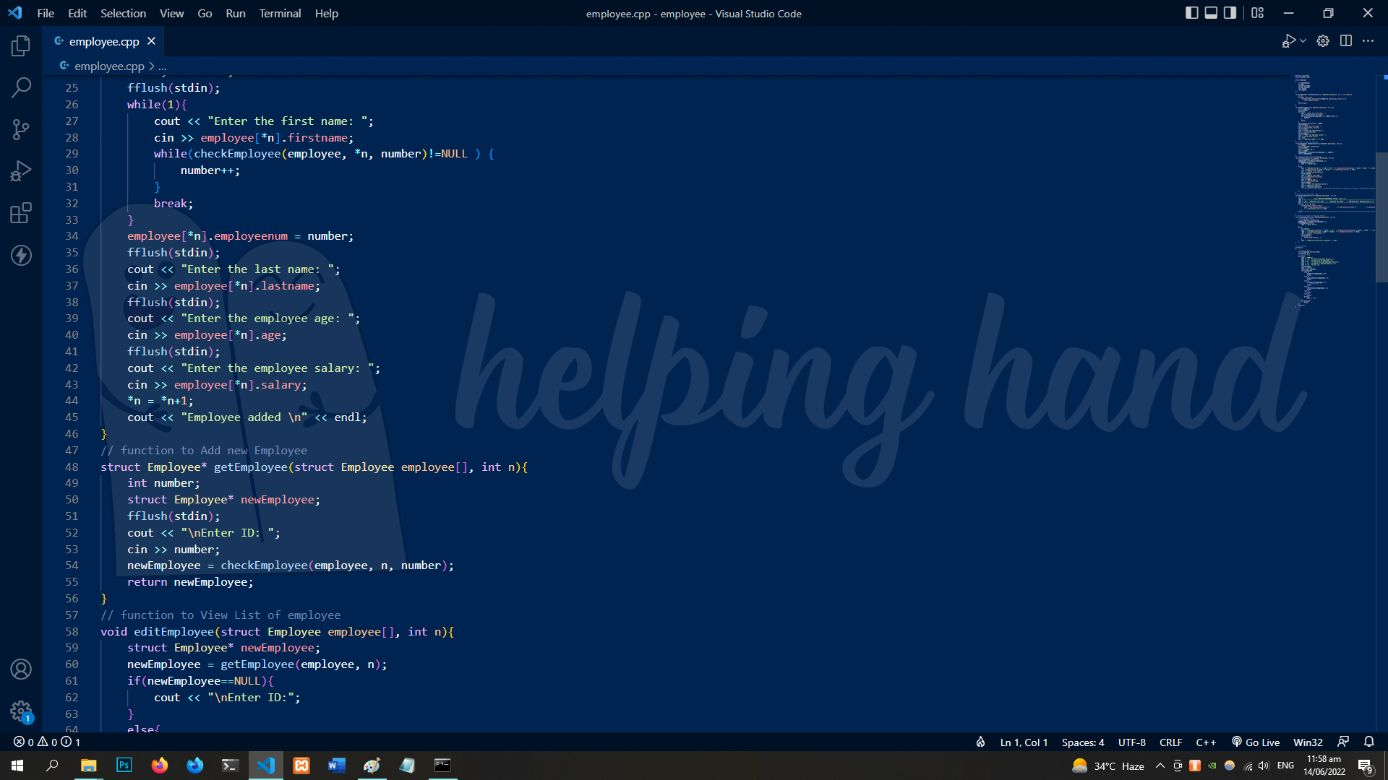 File Edit Selection View Go Run Terminal Help
employee.cpp - employee - Visual Studio Code
employee.cpp
employee.cpp > ...
25 fflush(stdin);
26 while(1){
27 cout << "Enter the first name: ";
28 cin >> employee[*n].firstname;
29 while(checkEmployee(employee, *n, number)!=NULL ) {
30 number++;
31 }
32 break;
33 }
34 employee[*n].employeenum = number;
35 fflush(stdin);
36 cout << "Enter the last name: ";
37 cin >> employee[*n].lastname;
38 fflush(stdin);
39 cout << "Enter the employee age: ";
40 cin >> employee[*n].age;
41 fflush(stdin);
42 cout << "Enter the employee salary: ";
43 cin >> employee[*n].salary;
44 *n = *n+1;
45 cout << "Employee added \n" << endl;
46 }
47 // function to Add new Employee
48 struct Employee* getEmployee(struct Employee employee[], int n){
49 int number;
50 struct Employee* newEmployee;
51 fflush(stdin);
52 cout << "\nEnter ID: ";
53 cin >> number;
54 newEmployee = checkEmployee(employee, n, number);
55 return newEmployee;
56 }
57 // function to View List of employee
58 void editEmployee(struct Employee employee[], int n){
59 struct Employee* newEmployee;
60 newEmployee = getEmployee(employee, n);
61 if(newEmployee==NULL){
62 cout << "\nEnter ID:";
63 }
64 else{
helping hand
1
0 0 1
Ln 1, Col 1 Spaces: 4 UTF-8 CRLF C++ Go Live Win32
Ps
34°C Haze
ENG
11:58 am
14/06/2022
9